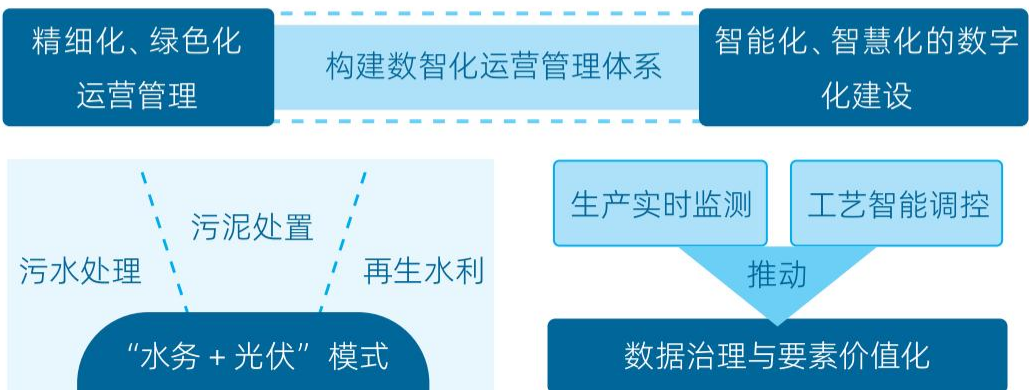 精细化、绿色化
运营管理
构建数智化运营管理体系
智能化、智慧化的数字
化建设
污水处理
污泥处置
再生水利
“水务 + 光伏” 模式
生产实时监测
工艺智能调控
推动
数据治理与要素价值化